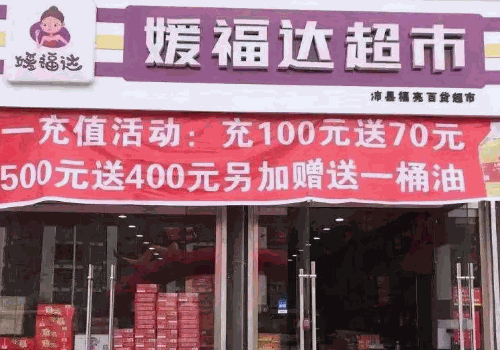 媛福达
媛福达超市
沛县福亮百货超市
一充值活动：充100元送70元
500元送400元另加赠送一桶油